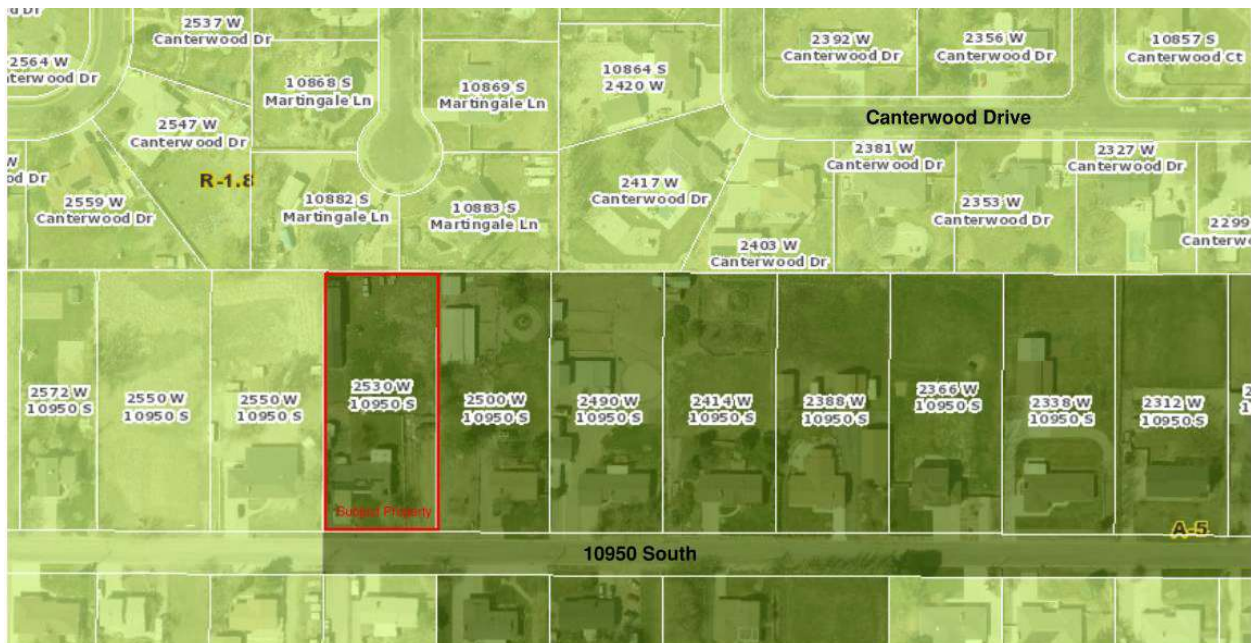 2537 W
Canterwood Dr
2564 W
nterwood Dr
10868 S
Martingale Ln
10869 S
Martingale Ln
10864 S
2420 W
2392 W
Canterwood Dr
2356 W
Canterwood Dr
10857 S
Canterwood Ct
Canterwood Drive
2547 W
Canterwood Dr
R-1.8
2559 W
Canterwood Dr
10882 S
Martingale Ln
10883 S
Martingale Ln
2417 W
Canterwood Dr
2381 W
Canterwood Dr
2327 W
Canterwood Dr
2353 W
Canterwood Dr
2403 W
Canterwood Dr
2299
Canterw
2572 W
10950 S
2550 W
10950 S
2550 W
10950 S
2530 W
10950 S
2500 W
10950 S
2490 W
10950 S
2414 W
10950 S
2388 W
10950 S
2366 W
10950 S
2338 W
10950 S
2312 W
10950 S
Subject Property
A-5
10950 South